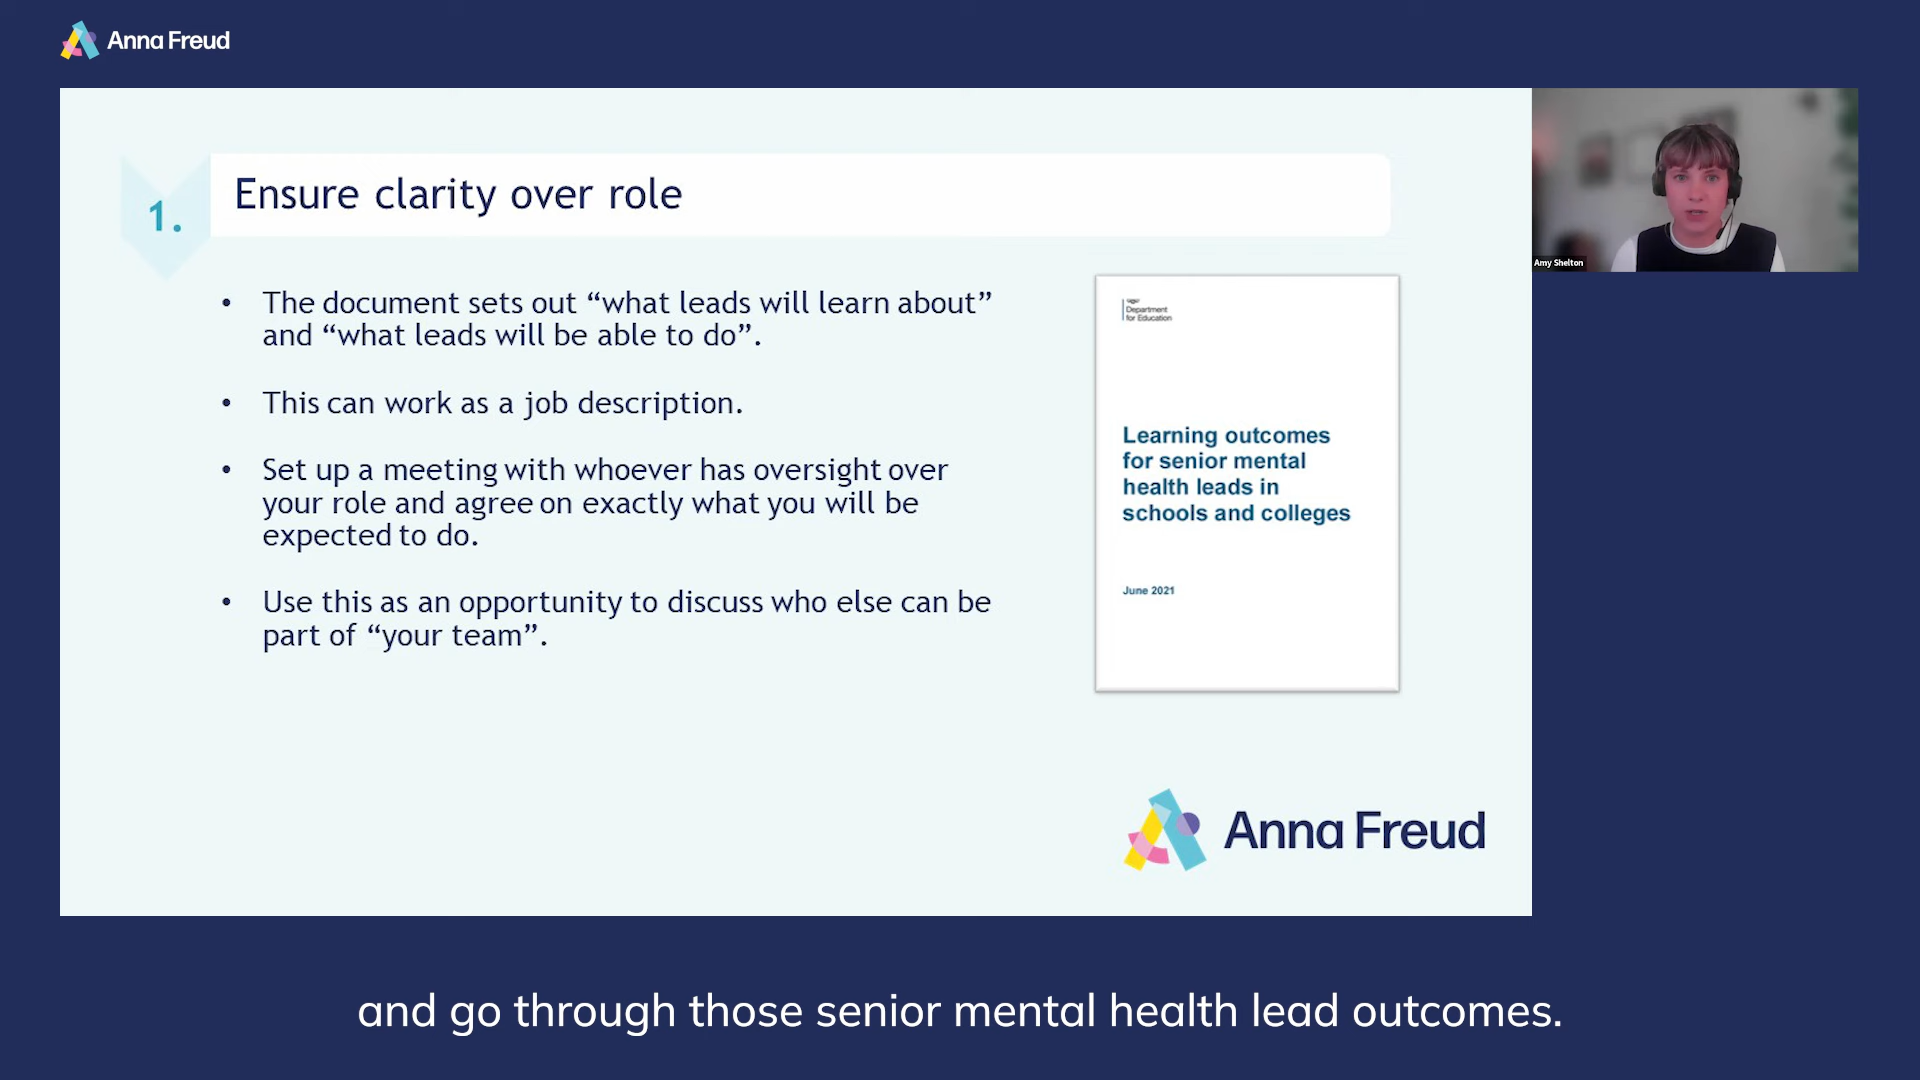 Anna Freud
1.
Ensure clarity over role
• The document sets out “what leads will learn about”
and “what leads will be able to do”.
• This can work as a job description.
• Set up a meeting with whoever has oversight over
your role and agree on exactly what you will be
expected to do.
• Use this as an opportunity to discuss who else can be
part of “your team”.
Department
for Education
Learning outcomes
for senior mental
health leads in
schools and colleges
June 2021
Anna Freud
Amy Shelton
and go through those senior mental health lead outcomes.